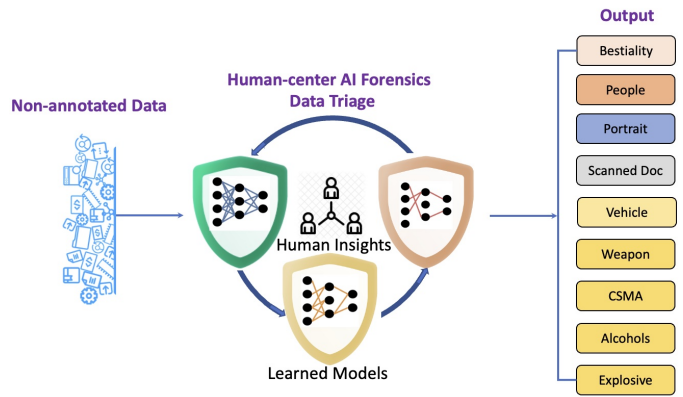 Output
Human-center AI Forensics
Data Triage
Non-annotated Data
Bestiality
People
Portrait
Scanned Doc
Vehicle
Weapon
CSMA
Alcohols
Explosive
Human Insights
Learned Models